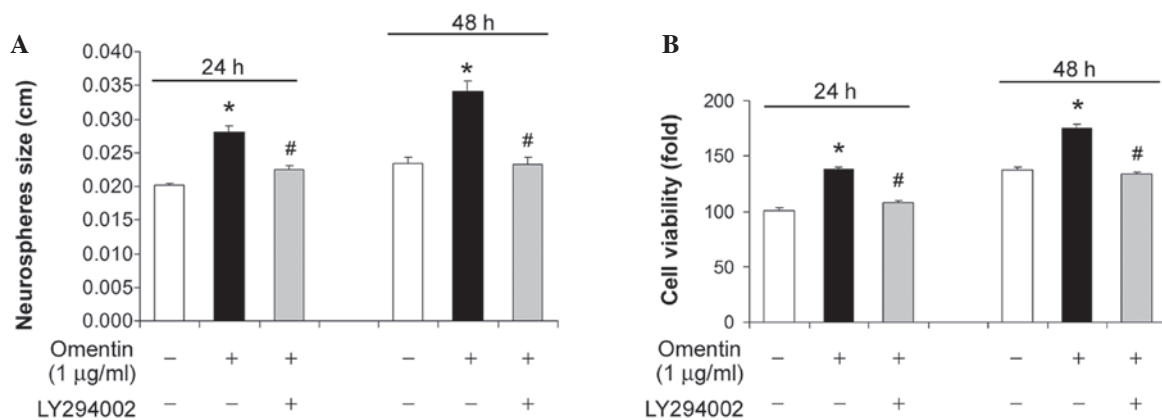 A
Neurospheres size (cm)
0.040
0.035
0.030
0.025
0.020
0.015
0.010
0.005
0.000
24 h
48 h
*
#
*
#
Omentin
(1 µg/ml)
− + + − + +
LY294002
− − + − − +
B
Cell viability (fold)
200
150
100
50
0
24 h
48 h
*
#
*
#
Omentin
(1 µg/ml)
− + + − + +
LY294002
− − + − − +